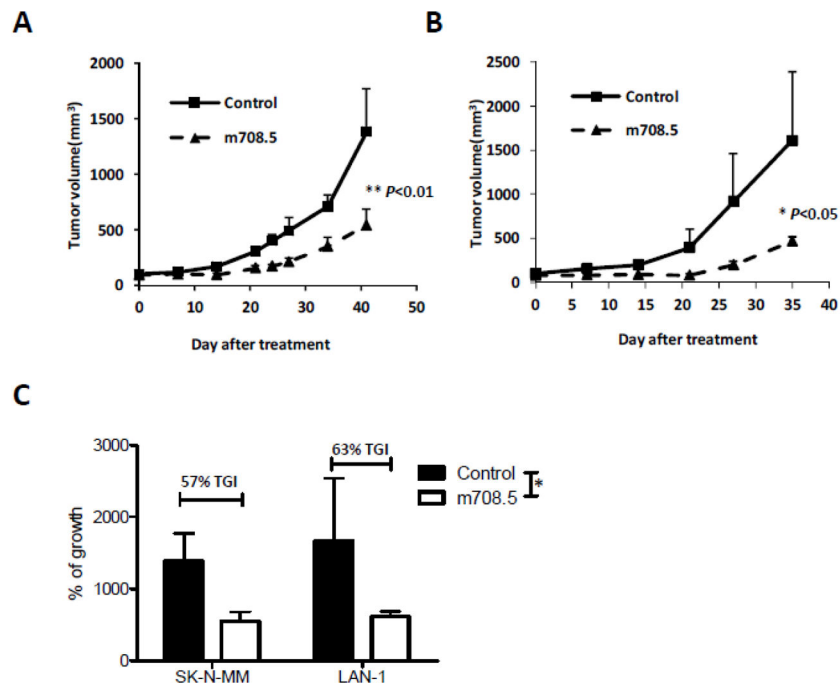 A
Tumor volume(mm³)
2000
1500
1000
500
0
Control
m708.5
** P<0.01
0 10 20 30 40 50
Day after treatment
B
Tumor volume(mm³)
2500
2000
1500
1000
500
0
Control
m708.5
* P<0.05
0 5 10 15 20 25 30 35 40
Day after treatment
C
% of growth
3000
2000
1000
0
57% TGI
63% TGI
Control
m708.5
*
SK-N-MM LAN-1